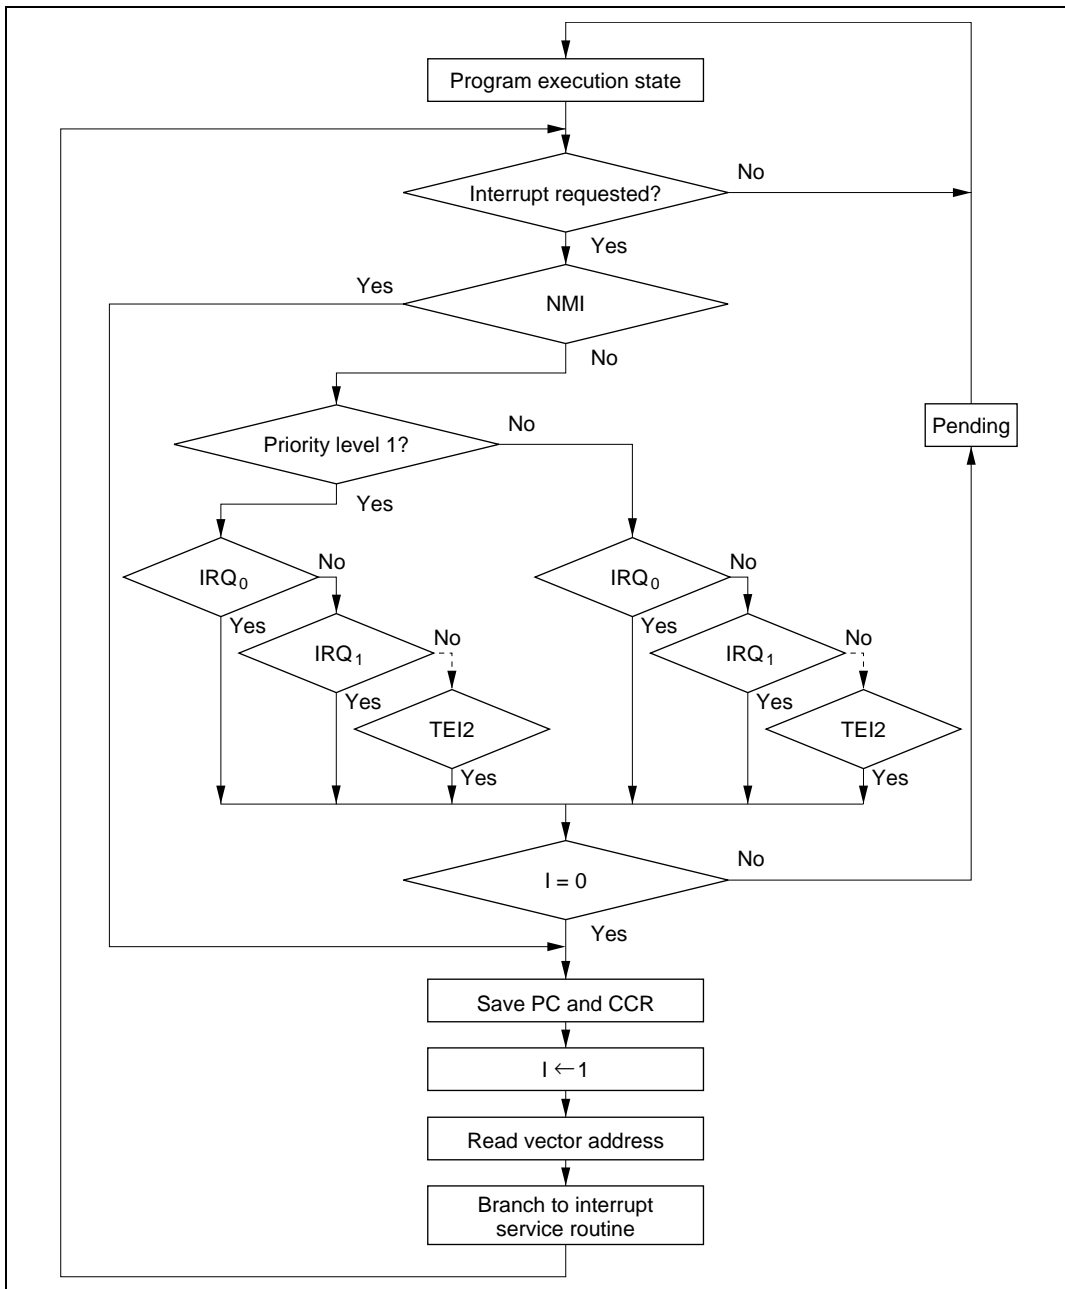 Program execution state
Interrupt requested?
No
Yes
Yes
NMI
No
Priority level 1?
No
Pending
Yes
IRQ0
No
IRQ0
No
Yes
IRQ1
No
Yes
IRQ1
No
Yes
TEI2
Yes
TEI2
Yes
Yes
I = 0
No
Yes
Save PC and CCR
I ← 1
Read vector address
Branch to interrupt
service routine